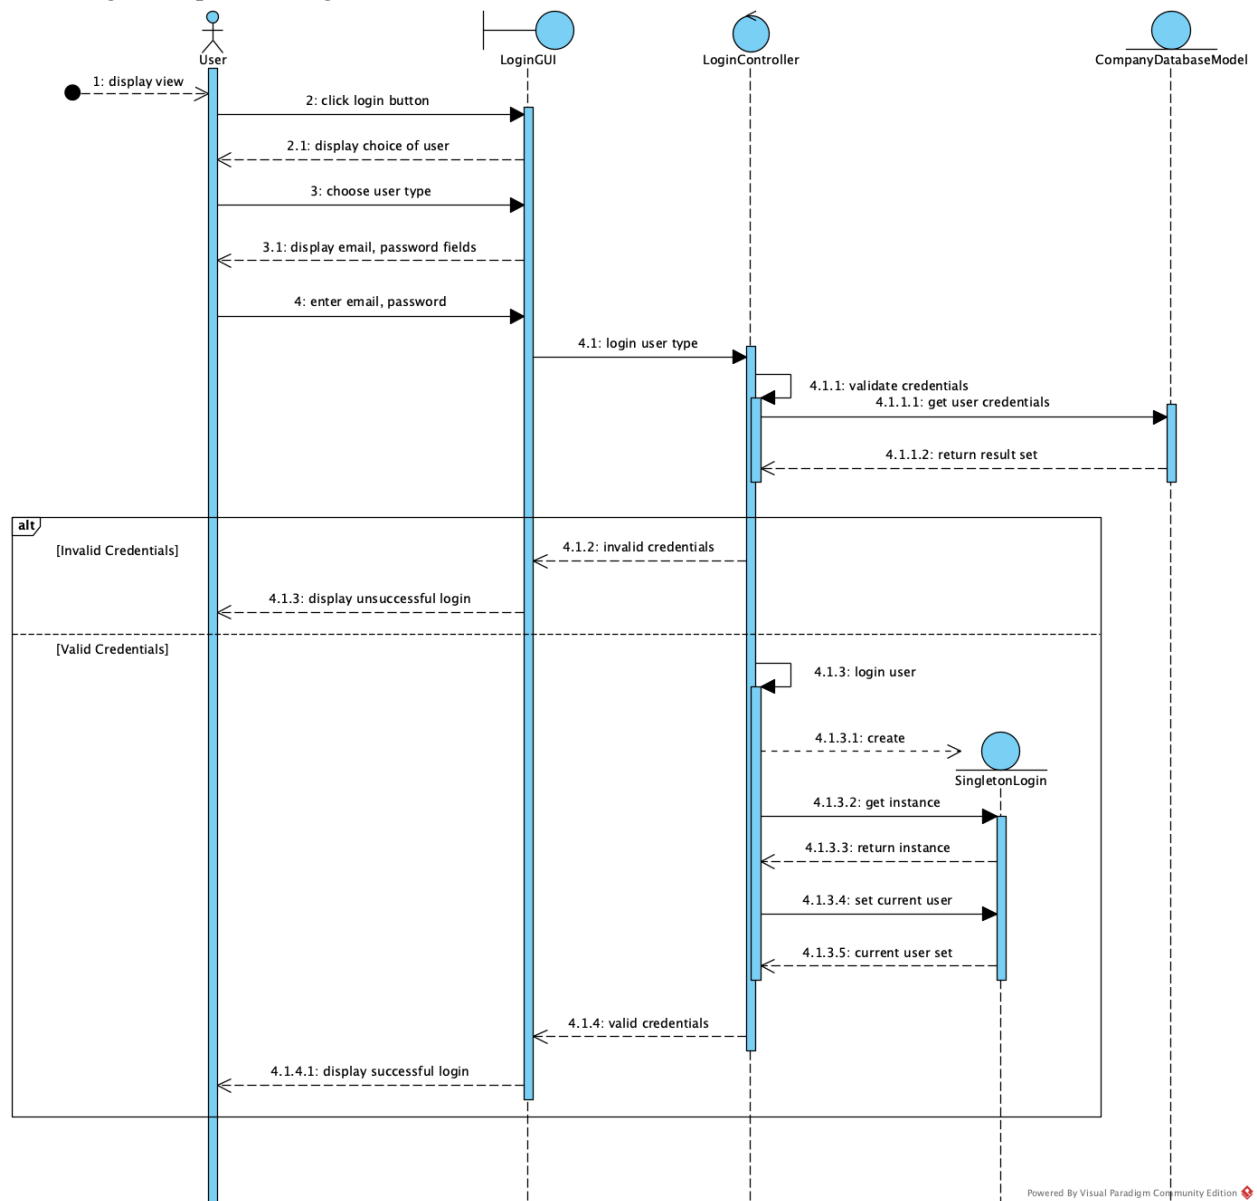 User
LoginGUI
LoginController
CompanyDatabaseModel
1: display view
2: click login button
2.1: display choice of user
3: choose user type
3.1: display email, password fields
4: enter email, password
4.1: login user type
4.1.1: validate credentials
4.1.1.1: get user credentials
4.1.1.2: return result set
alt
[Invalid Credentials]
4.1.2: invalid credentials
4.1.3: display unsuccessful login
[Valid Credentials]
4.1.3: login user
4.1.3.1: create
SingletonLogin
4.1.3.2: get instance
4.1.3.3: return instance
4.1.3.4: set current user
4.1.3.5: current user set
4.1.4: valid credentials
4.1.4.1: display successful login
Powered By Visual Paradigm Community Edition